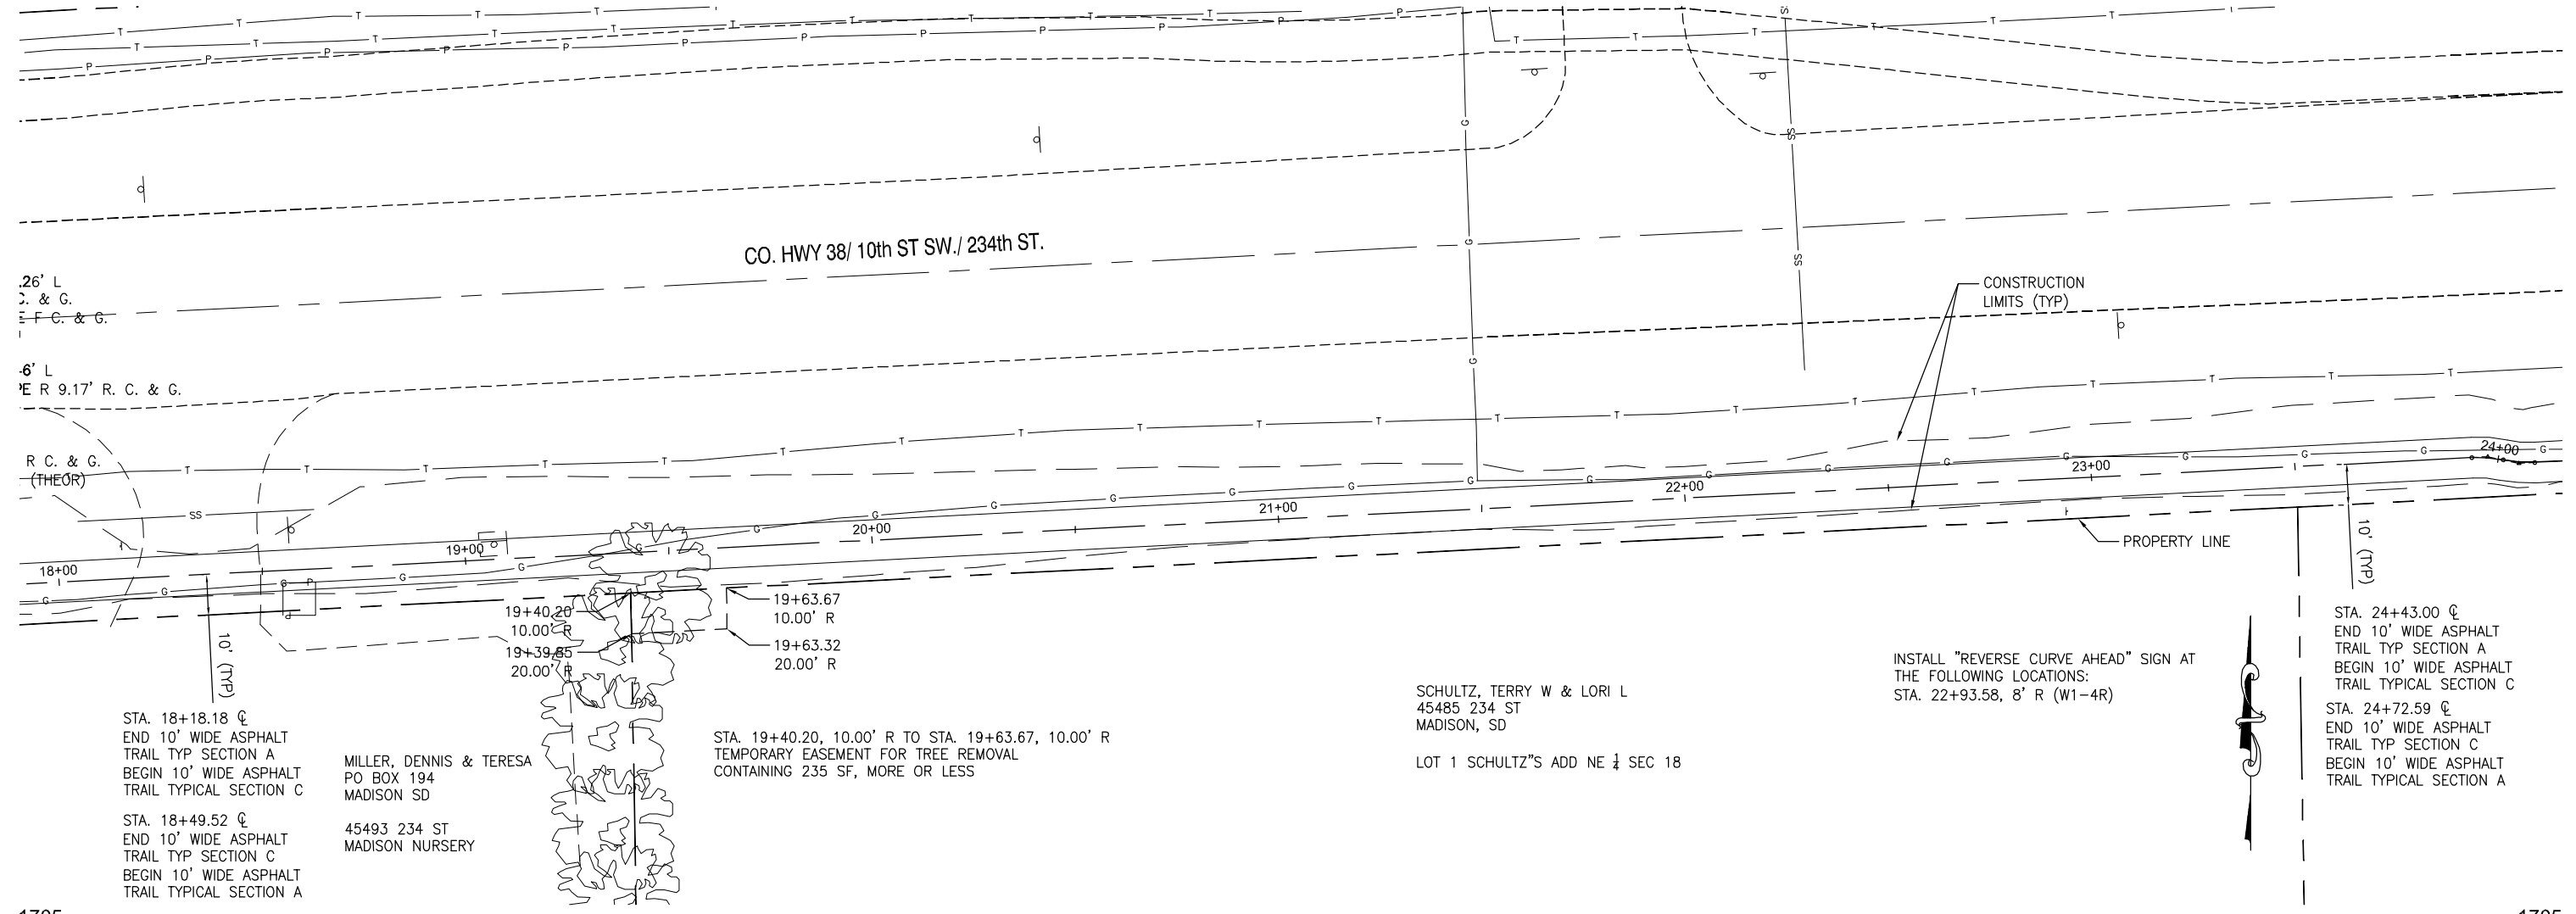 CO. HWY 38/ 10th ST SW./ 234th ST.
.26' L
C. & G.
E F C. & G.
6' L
PE R 9.17' R. C. & G.
R C. & G.
(THEOR)
CONSTRUCTION
LIMITS (TYP)
PROPERTY LINE
18+00
19+00
20+00
21+00
22+00
23+00
24+00
10' (TYP)
10' (TYP)
19+40.20
10.00' R
19+39.85
20.00' R
19+63.67
10.00' R
19+63.32
20.00' R
STA. 18+18.18 ℄
END 10' WIDE ASPHALT
TRAIL TYP SECTION A
BEGIN 10' WIDE ASPHALT
TRAIL TYPICAL SECTION C
STA. 18+49.52 ℄
END 10' WIDE ASPHALT
TRAIL TYP SECTION C
BEGIN 10' WIDE ASPHALT
TRAIL TYPICAL SECTION A
MILLER, DENNIS & TERESA
PO BOX 194
MADISON SD
45493 234 ST
MADISON NURSERY
STA. 19+40.20, 10.00' R TO STA. 19+63.67, 10.00' R
TEMPORARY EASEMENT FOR TREE REMOVAL
CONTAINING 235 SF, MORE OR LESS
SCHULTZ, TERRY W & LORI L
45485 234 ST
MADISON, SD
LOT 1 SCHULTZ"S ADD NE ¼ SEC 18
INSTALL "REVERSE CURVE AHEAD" SIGN AT
THE FOLLOWING LOCATIONS:
STA. 22+93.58, 8' R (W1-4R)
STA. 24+43.00 ℄
END 10' WIDE ASPHALT
TRAIL TYP SECTION A
BEGIN 10' WIDE ASPHALT
TRAIL TYPICAL SECTION C
STA. 24+72.59 ℄
END 10' WIDE ASPHALT
TRAIL TYP SECTION C
BEGIN 10' WIDE ASPHALT
TRAIL TYPICAL SECTION A